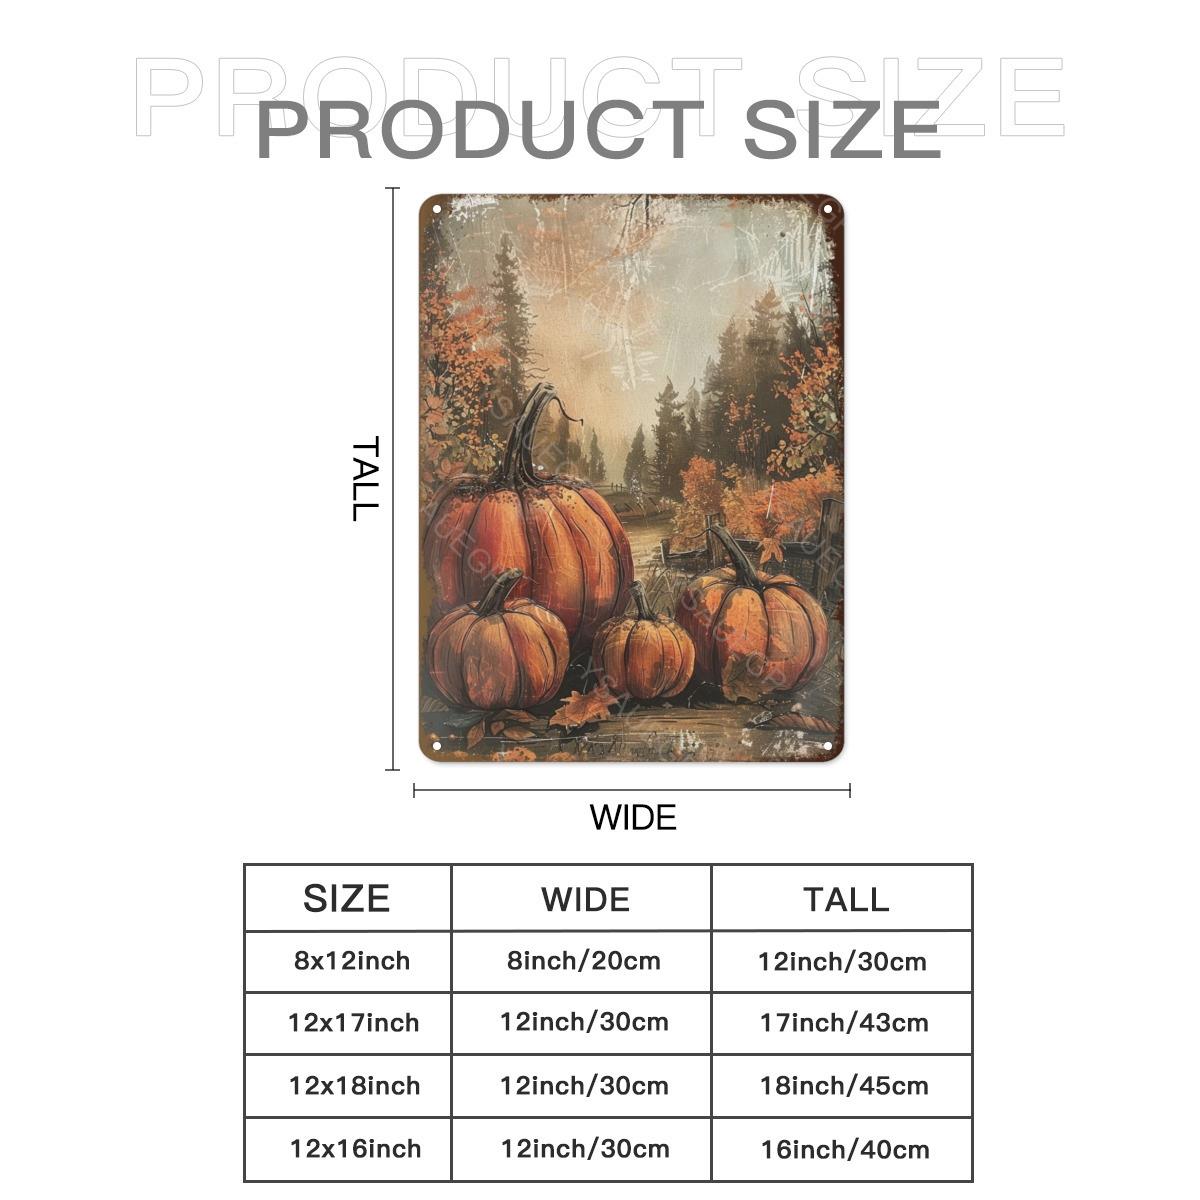 PRODUCT SIZE
PRODUCT SIZE
TALL
WIDE
SIZE WIDE TALL
8x12inch 8inch/20cm 12inch/30cm
12x17inch 12inch/30cm 17inch/43cm
12x18inch 12inch/30cm 18inch/45cm
12x16inch 12inch/30cm 16inch/40cm